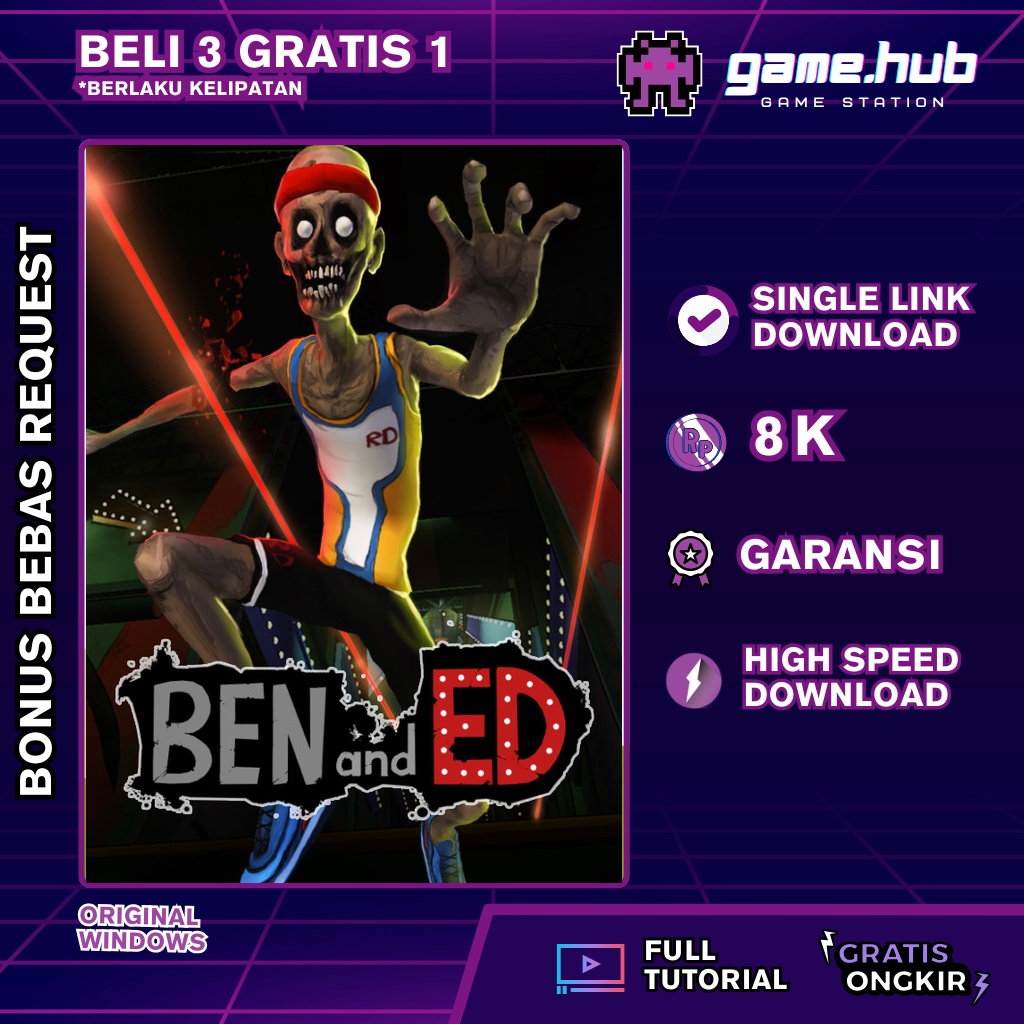 BELI 3 GRATIS 1
*BERLAKU KELIPATAN
game.hub
GAME STATION
BONUS BEBAS REQUEST
RD
BEN and ED
SINGLE LINK
DOWNLOAD
Rp
8K
GARANSI
HIGH SPEED
DOWNLOAD
ORIGINAL
WINDOWS
FULL
TUTORIAL
GRATIS
ONGKIR